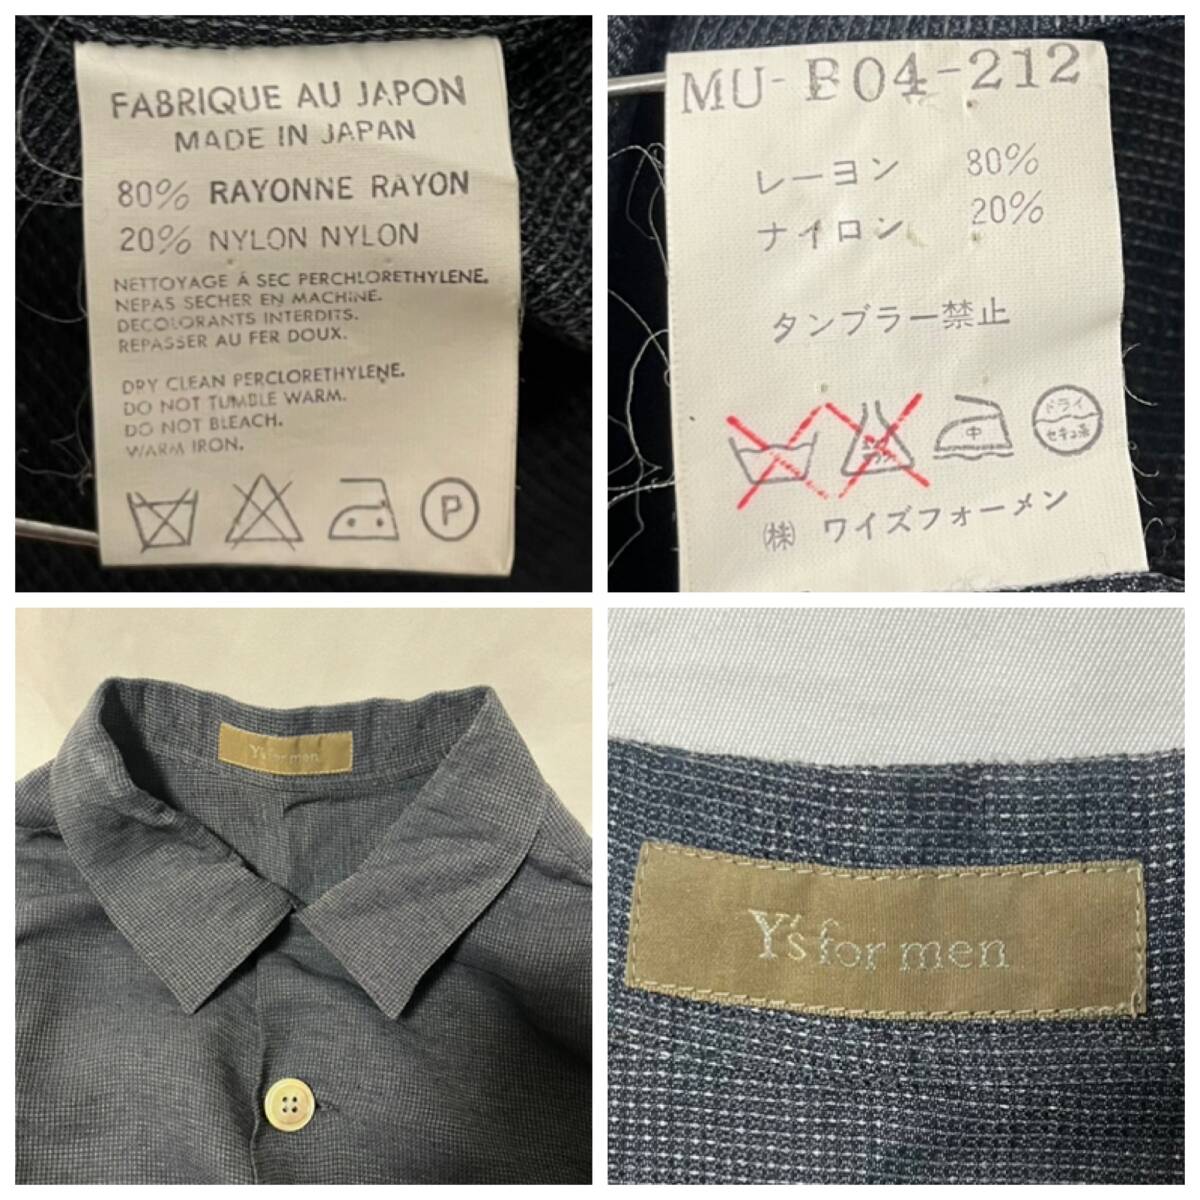 FABRIQUE AU JAPON
MADE IN JAPAN
80% RAYONNE RAYON
20% NYLON NYLON
NETTOYAGE Á SEC PERCHLORETHYLENE.
NEPAS SECHER EN MACHINE.
DECOLORANTS INTERDITS.
REPASSER AU FER DOUX.
DRY CLEAN PERCLORETHYLENE.
DO NOT TUMBLE WARM.
DO NOT BLEACH.
WARM IRON.
P
MU-B04-212
レーヨン 80%
ナイロン 20%
タンブラー禁止
中
ドライ
セキユ系
㈱ ワイズフォーメン
Y's for men
Y's for men